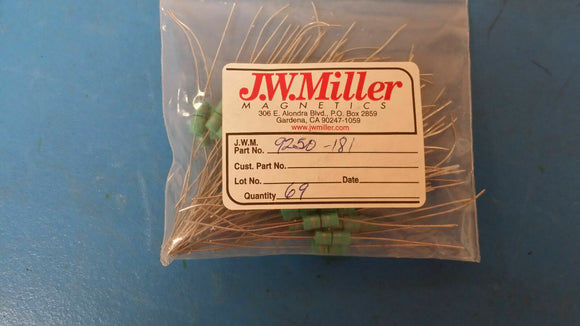 J.W.Miller
MAGNETICS
306 E. Alondra Blvd., P.O. Box 2859
Gardena, CA 90247-1059
www.jwmiller.com
J.W.M.
Part No. 9250-181
Cust. Part No.
Lot No. Date
Quantity 69